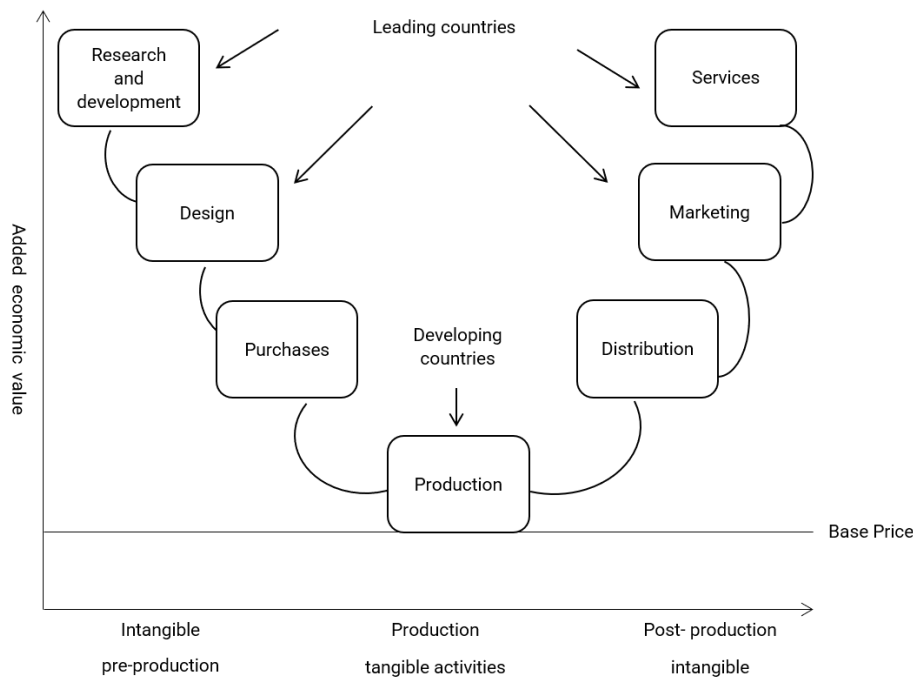 Leading countries
Research
and
development
Services
Design
Marketing
Added economic value
Purchases
Developing
countries
Distribution
Production
Base Price
Intangible
pre-production
Production
tangible activities
Post- production
intangible